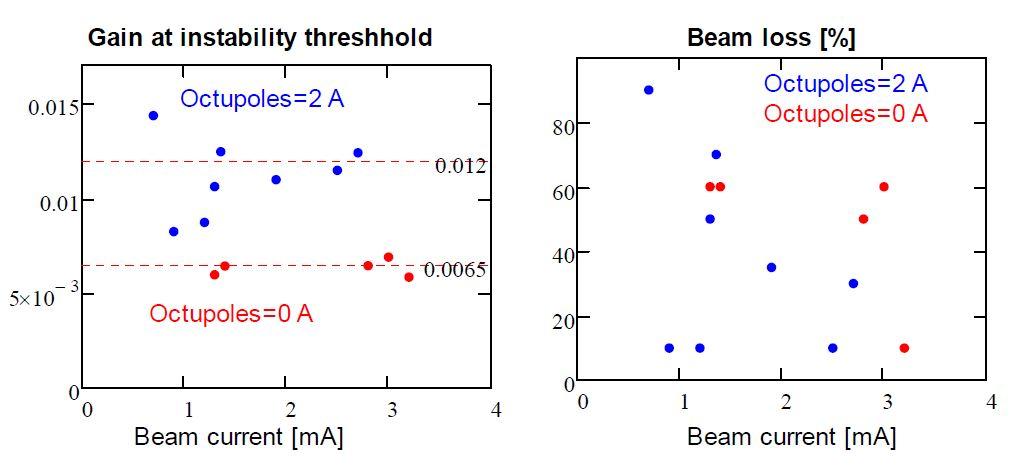 Gain at instability threshhold
0.015
Octupoles=2 A
0.012
0.01
0.0065
5×10⁻³
Octupoles=0 A
0
0 1 2 3 4
Beam current [mA]
Beam loss [%]
Octupoles=2 A
Octupoles=0 A
80
60
40
20
0
0 1 2 3 4
Beam current [mA]